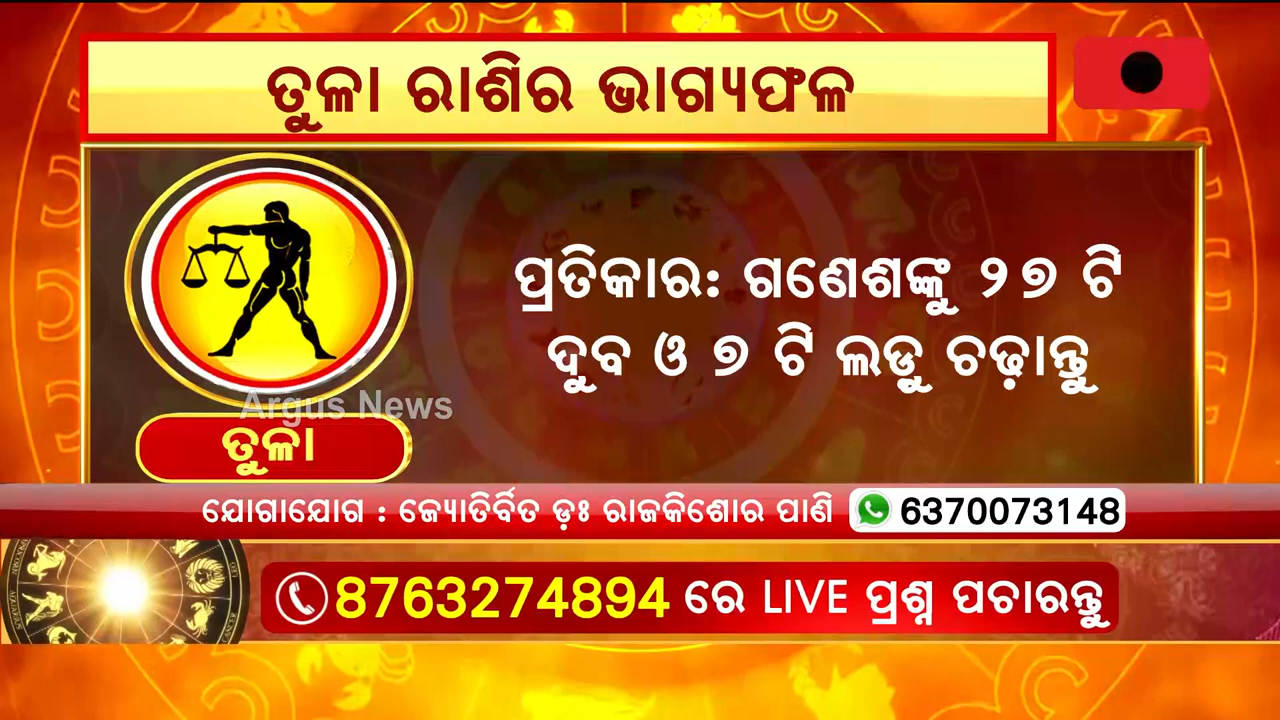 ତୁଳା ରାଶିର ଭାଗ୍ୟଫଳ
ପ୍ରତିକାର: ଗଣେଶଙ୍କୁ ୨୭ ଟି
ଦୁବ ଓ ୭ ଟି ଲଡୁ ଚଢ଼ାନ୍ତୁ
Argus News
ତୁଳା
ଯୋଗାଯୋଗ : ଜ୍ୟୋତିର୍ବିତ ଡ଼ଃ ରାଜକିଶୋର ପାଣି 6370073148
8763274894 ରେ LIVE ପ୍ରଶ୍ନ ପଚାରନ୍ତୁ